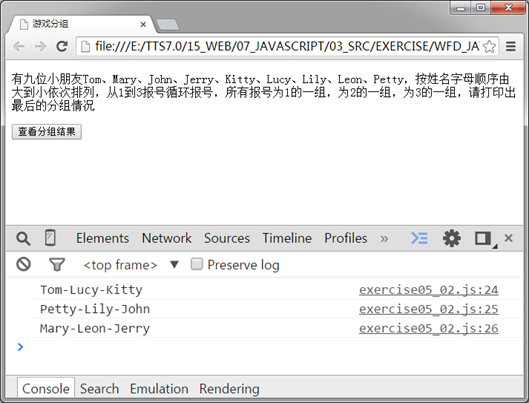 游戏分组
file:///E:/TTS7.0/15_WEB/07_JAVASCRIPT/03_SRC/EXERCISE/WFD_JA
有九位小朋友Tom、Mary、John、Jerry、Kitty、Lucy、Lily、Leon、Petty，按姓名字母顺序由
大到小依次排列，从1到3报号循环报号，所有报号为1的一组，为2的一组，为3的一组，请打印出
最后的分组情况
查看分组结果
Elements Network Sources Timeline Profiles »
<top frame> ▼ Preserve log
Tom-Lucy-Kitty exercise05_02.js:24
Petty-Lily-John exercise05_02.js:25
Mary-Leon-Jerry exercise05_02.js:26
Console Search Emulation Rendering